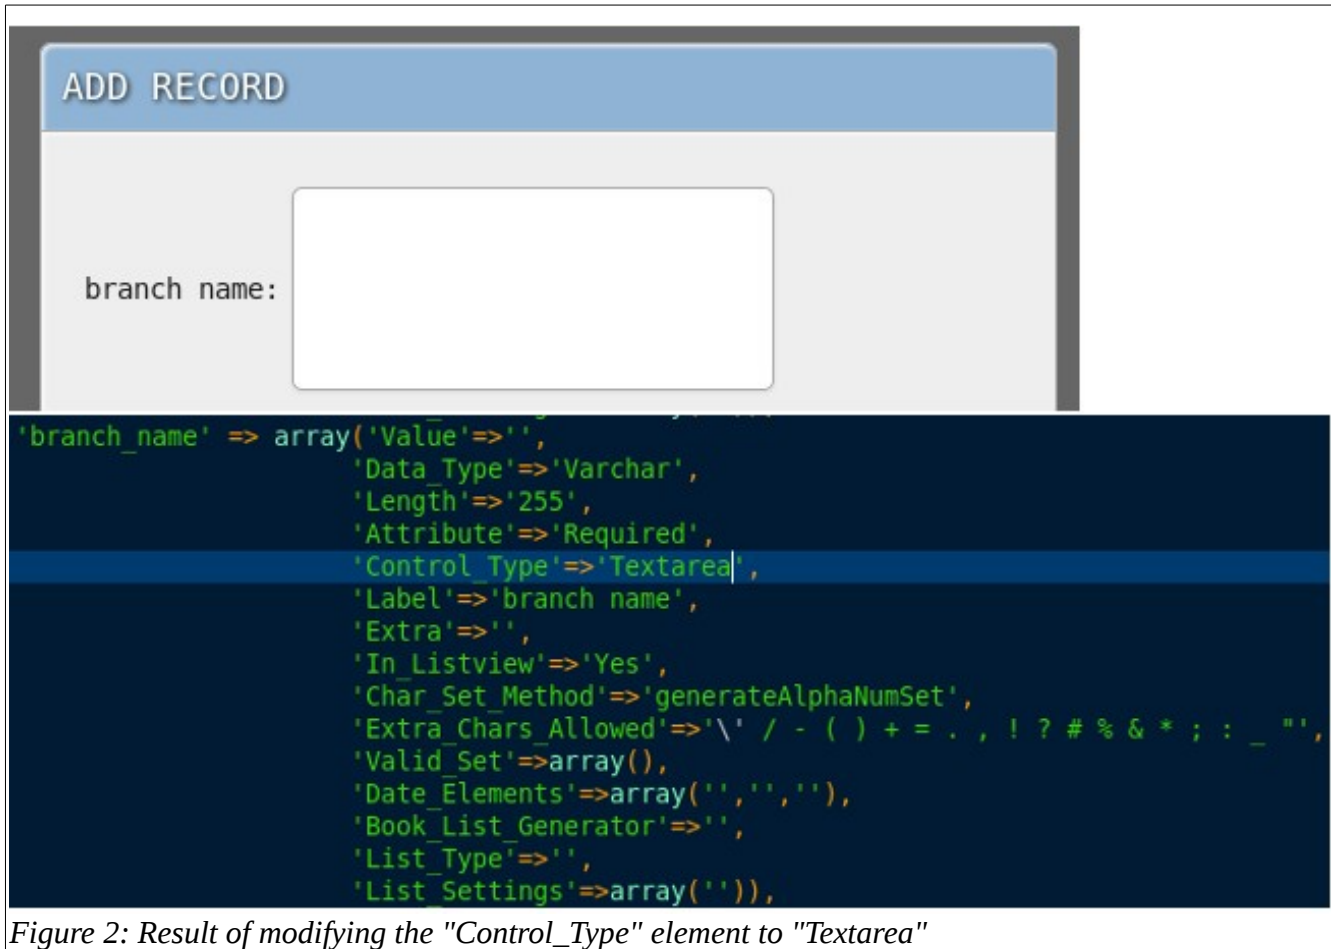 ADD RECORD
branch name:
'branch_name' => array('Value'=>'',
'Data_Type'=>'Varchar',
'Length'=>'255',
'Attribute'=>'Required',
'Control_Type'=>'Textarea',
'Label'=>'branch name',
'Extra'=>'',
'In_Listview'=>'Yes',
'Char_Set_Method'=>'generateAlphaNumSet',
'Extra_Chars_Allowed'=>'\' / - ( ) + = . , ! ? # % & * ; : _ "',
'Valid_Set'=>array(),
'Date_Elements'=>array('','',''),
'Book_List_Generator'=>'',
'List_Type'=>'',
'List_Settings'=>array('')),
Figure 2: Result of modifying the "Control_Type" element to "Textarea"